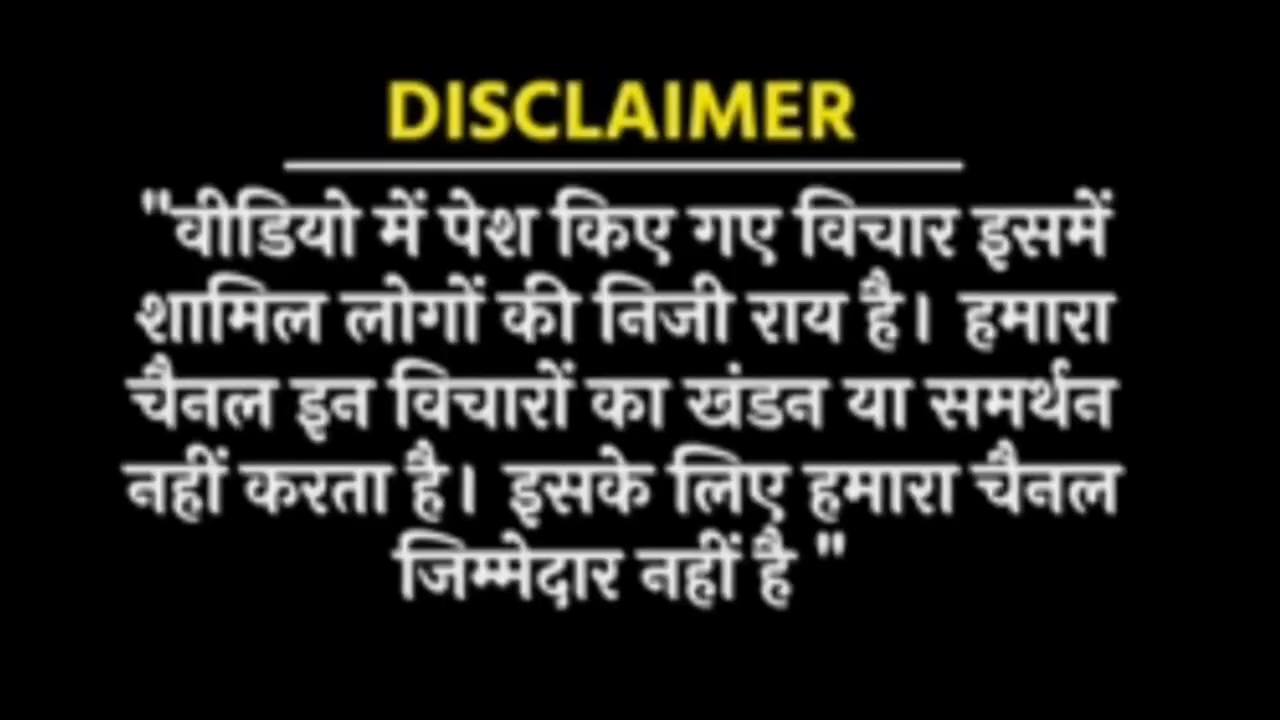 DISCLAIMER
"वीडियो में पेश किए गए विचार इसमें
शामिल लोगों की निजी राय है। हमारा
चैनल इन विचारों का खंडन या समर्थन
नहीं करता है। इसके लिए हमारा चैनल
जिम्मेदार नहीं है "